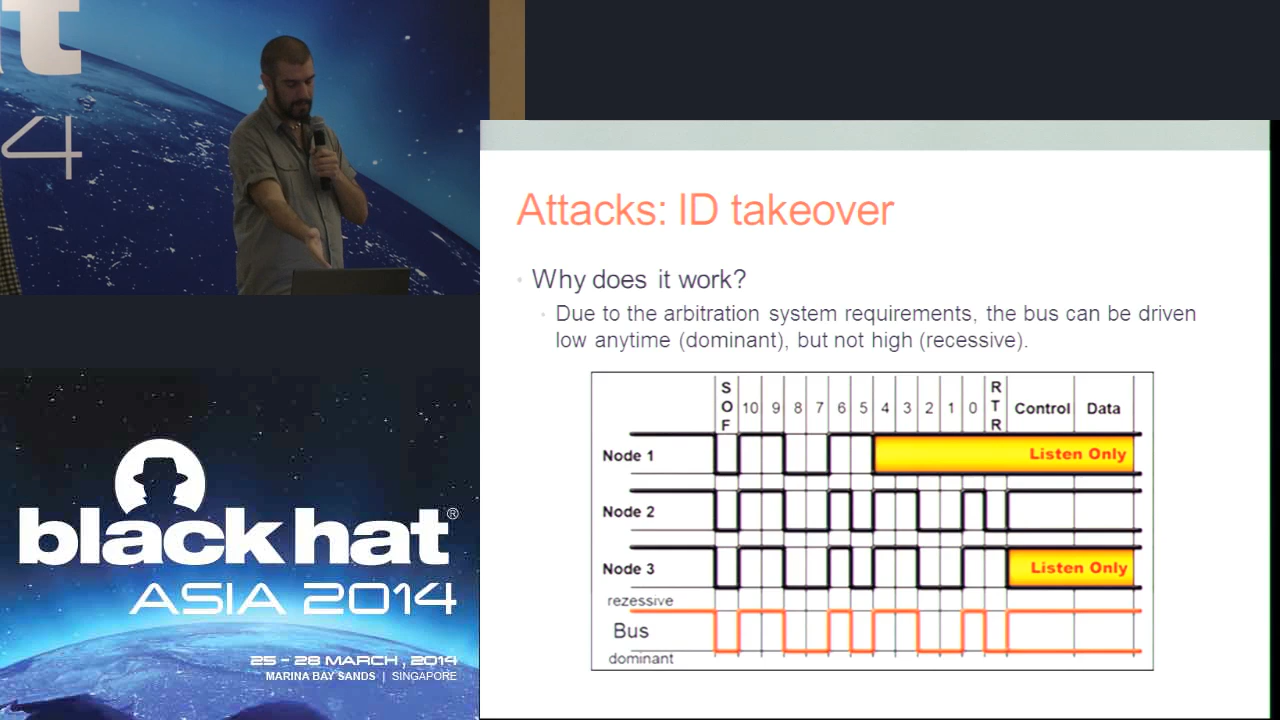 t
4
Attacks: ID takeover
Why does it work?
Due to the arbitration system requirements, the bus can be driven
low anytime (dominant), but not high (recessive).
SOF 10 9 8 7 6 5 4 3 2 1 0 RTR Control Data
Node 1 Listen Only
Node 2
Node 3 Listen Only
rezessive
Bus
dominant
black hat®
ASIA 2014
25 - 28 MARCH, 2014
MARINA BAY SANDS | SINGAPORE